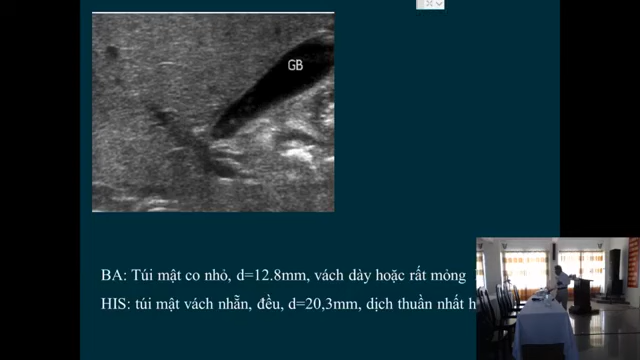 GB
BA: Túi mật co nhỏ, d=12.8mm, vách dày hoặc rất mỏng
HIS: túi mật vách nhẵn, đều, d=20,3mm, dịch thuần nhất